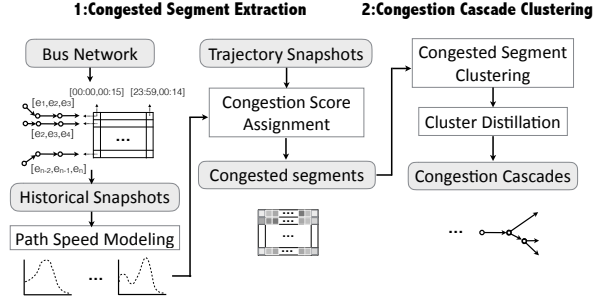 1:Congested Segment Extraction
2:Congestion Cascade Clustering
Bus Network
[00:00,00:15] [23:59,00:14]
[e1,e2,e3]
[e2,e3,e4]
...
[en-2,en-1,en]
Historical Snapshots
Path Speed Modeling
...
Trajectory Snapshots
Congestion Score
Assignment
Congested segments
...
...
...
Congested Segment
Clustering
Cluster Distillation
Congestion Cascades
...